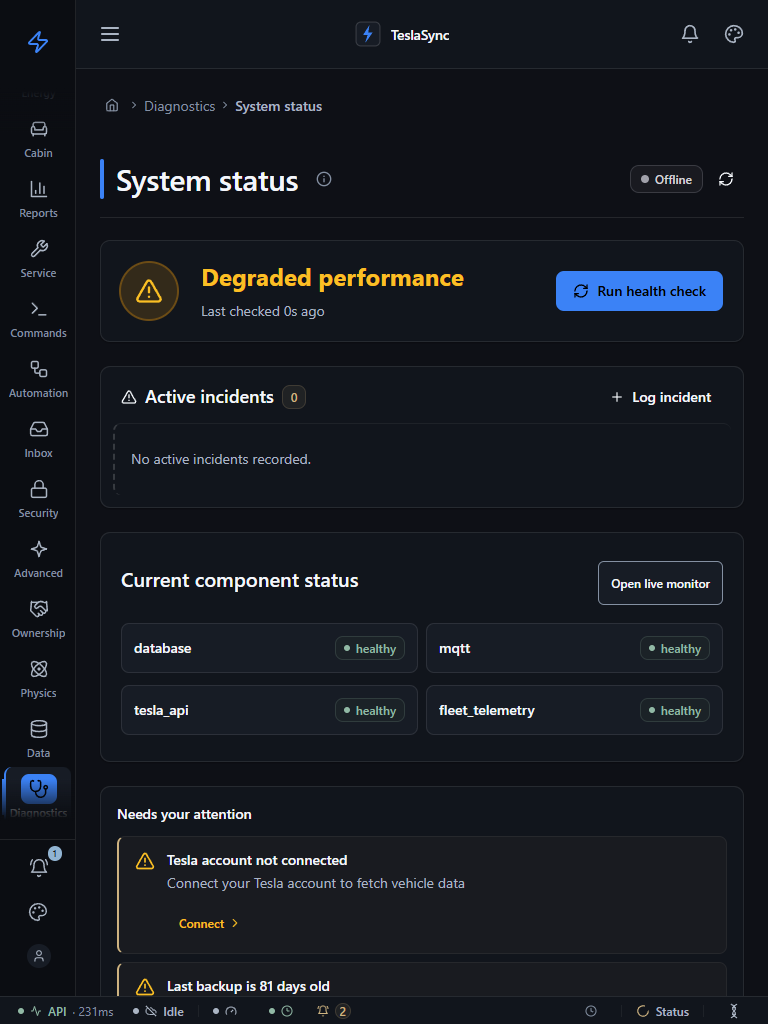 TeslaSync
Energy
Cabin
Reports
Service
Commands
Automation
Inbox
Security
Advanced
Ownership
Physics
Data
Diagnostics
1
Diagnostics
System status
System status
Offline
Degraded performance
Last checked 0s ago
Run health check
Active incidents 0
Log incident
No active incidents recorded.
Current component status
Open live monitor
database healthy
mqtt healthy
tesla_api healthy
fleet_telemetry healthy
Needs your attention
Tesla account not connected
Connect your Tesla account to fetch vehicle data
Connect
Last backup is 81 days old
API · 231ms Idle 2 Status